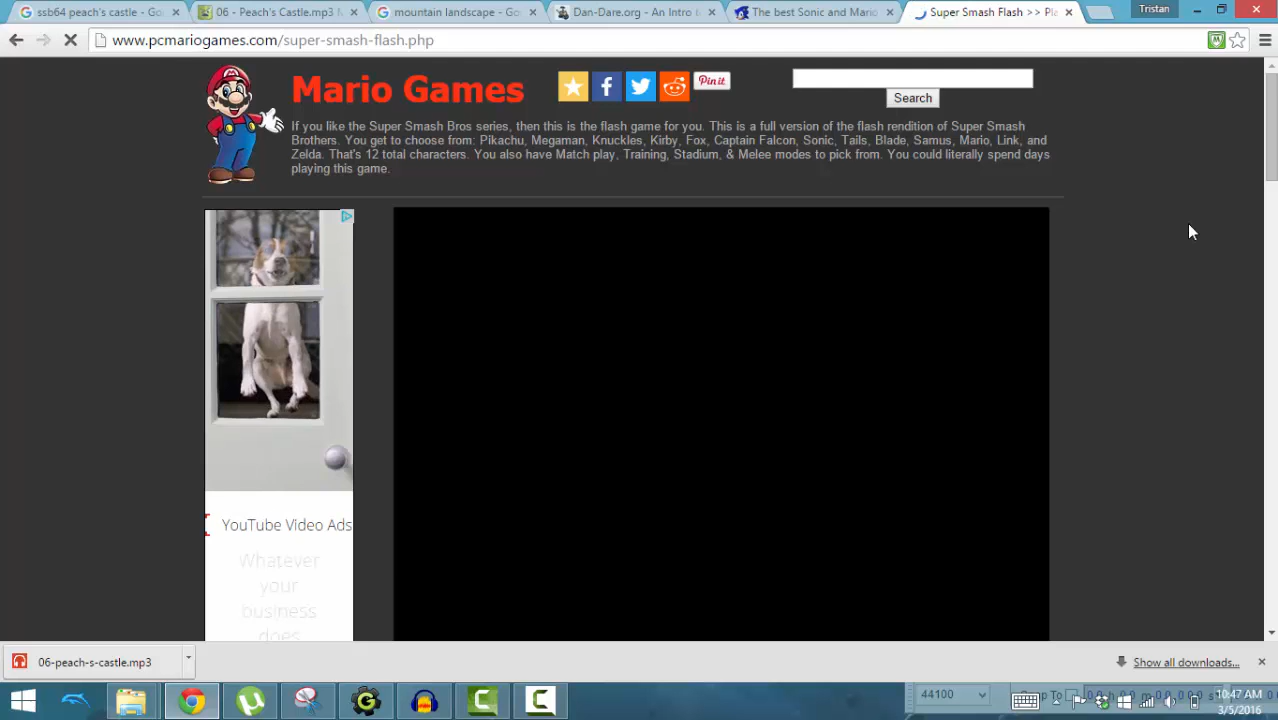 ssb64 peach's castle - Go
06 - Peach's Castle.mp3 M
mountain landscape - Go
Dan-Dare.org - An Intro t
The best Sonic and Mario
Super Smash Flash >> Pl
Tristan
www.pcmariogames.com/super-smash-flash.php
Mario Games
Pin it
Search
If you like the Super Smash Bros series, then this is the flash game for you. This is a full version of the flash rendition of Super Smash
Brothers. You get to choose from: Pikachu, Megaman, Knuckles, Kirby, Fox, Captain Falcon, Sonic, Tails, Blade, Samus, Mario, Link, and
Zelda. That's 12 total characters. You also have Match play, Training, Stadium, & Melee modes to pick from. You could literally spend days
playing this game.
YouTube Video Ads
Whatever
your
business
does
06-peach-s-castle.mp3
Show all downloads...
44100
10:47 AM
3/5/2016